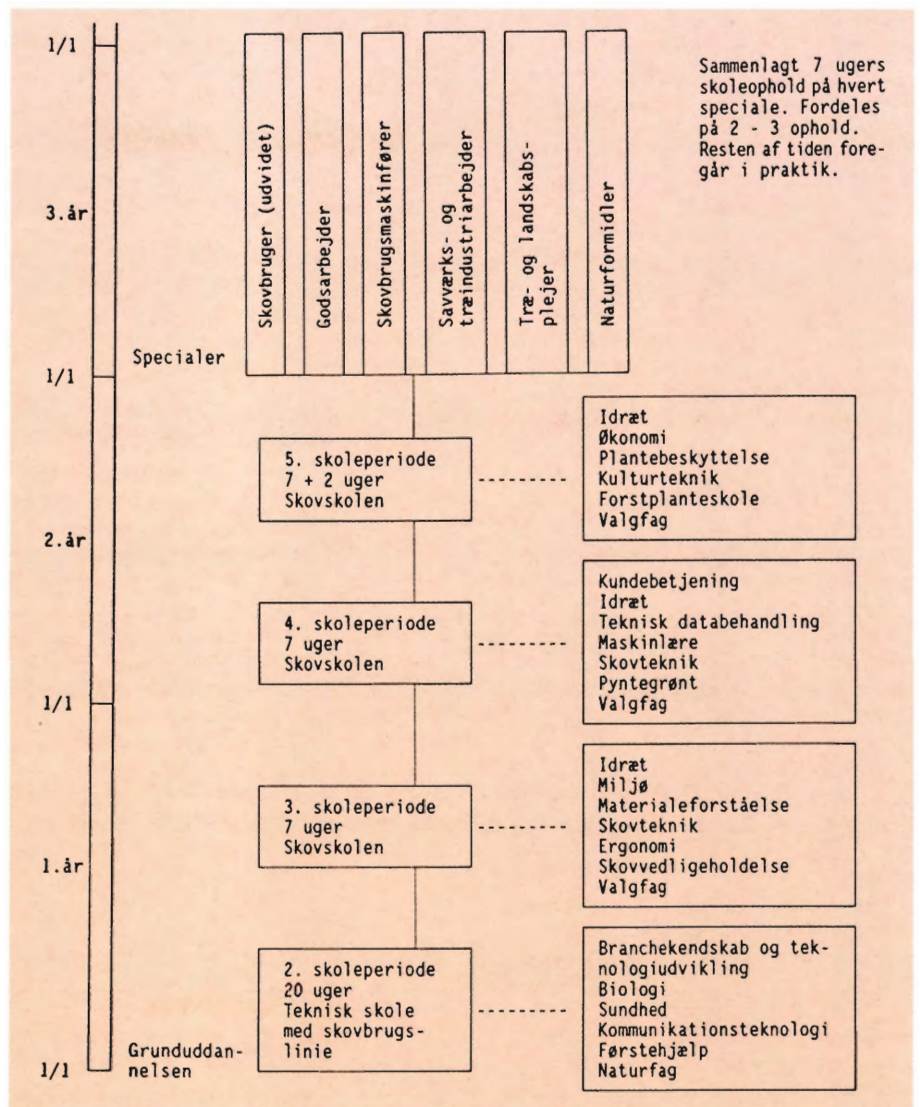 1/1
3.år
1/1
2.år
1/1
1.år
1/1
Skovbruger (udvidet)
Godsarbejder
Skovbrugsmaskinfører
Savværks- og
træindustriarbejder
Træ- og landskabs-
plejer
Naturformidler
Sammenlagt 7 ugers
skoleophold på hvert
speciale. Fordeles
på 2 - 3 ophold.
Resten af tiden fore-
går i praktik.
Specialer
5. skoleperiode
7 + 2 uger
Skovskolen
Idræt
Økonomi
Plantebeskyttelse
Kulturteknik
Forstplanteskole
Valgfag
4. skoleperiode
7 uger
Skovskolen
Kundebetjening
Idræt
Teknisk databehandling
Maskinlære
Skovteknik
Pyntegrønt
Valgfag
3. skoleperiode
7 uger
Skovskolen
Idræt
Miljø
Materialeforståelse
Skovteknik
Ergonomi
Skovvedligeholdelse
Valgfag
2. skoleperiode
20 uger
Teknisk skole
med skovbrugs-
linie
Branchekendskab og tek-
nologiudvikling
Biologi
Sundhed
Kommunikationsteknologi
Førstehjælp
Naturfag
Grunduddan-
nelsen